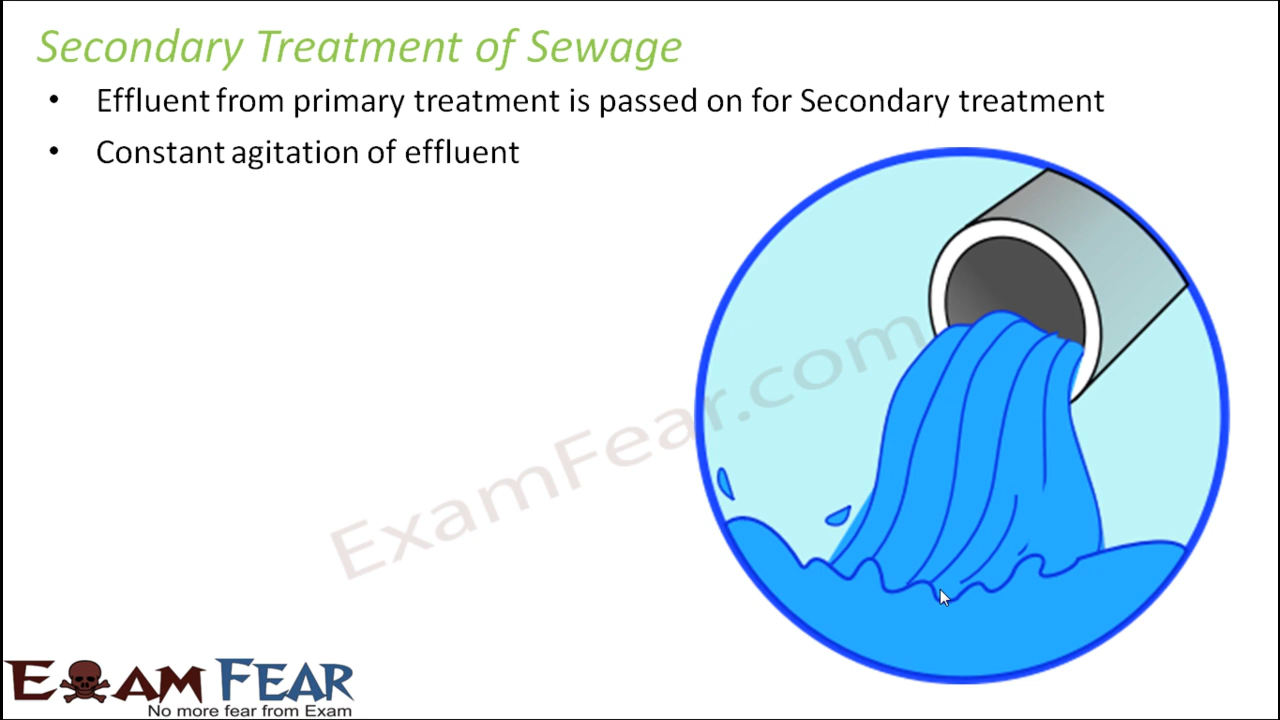 Secondary Treatment of Sewage
• Effluent from primary treatment is passed on for Secondary treatment
• Constant agitation of effluent
ExamFear.com
EXAM FEAR
No more fear from Exam